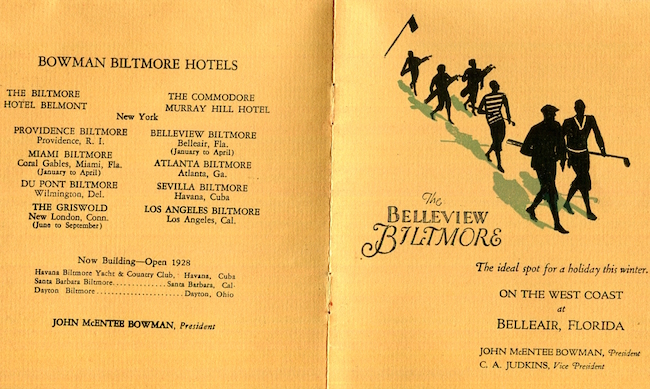 BOWMAN BILTMORE HOTELS
THE BILTMORE
HOTEL BELMONT
THE COMMODORE
MURRAY HILL HOTEL
New York
PROVIDENCE BILTMORE
Providence, R. I.
MIAMI BILTMORE
Coral Gables, Miami, Fla.
(January to April)
DU PONT BILTMORE
Wilmington, Del.
THE GRISWOLD
New London, Conn.
(June to September)
BELLEVIEW BILTMORE
Belleair, Fla.
(January to April)
ATLANTA BILTMORE
Atlanta, Ga.
SEVILLA BILTMORE
Havana, Cuba
LOS ANGELES BILTMORE
Los Angeles, Cal.
Now Building—Open 1928
Havana Biltmore Yacht & Country Club, Havana, Cuba
Santa Barbara Biltmore..............Santa Barbara, Cal.
Dayton Biltmore......................Dayton, Ohio
JOHN McENTEE BOWMAN, President
The
BELLEVIEW
BILTMORE
The ideal spot for a holiday this winter.
ON THE WEST COAST
at
BELLEAIR, FLORIDA
JOHN McENTEE BOWMAN, President
C. A. JUDKINS, Vice President